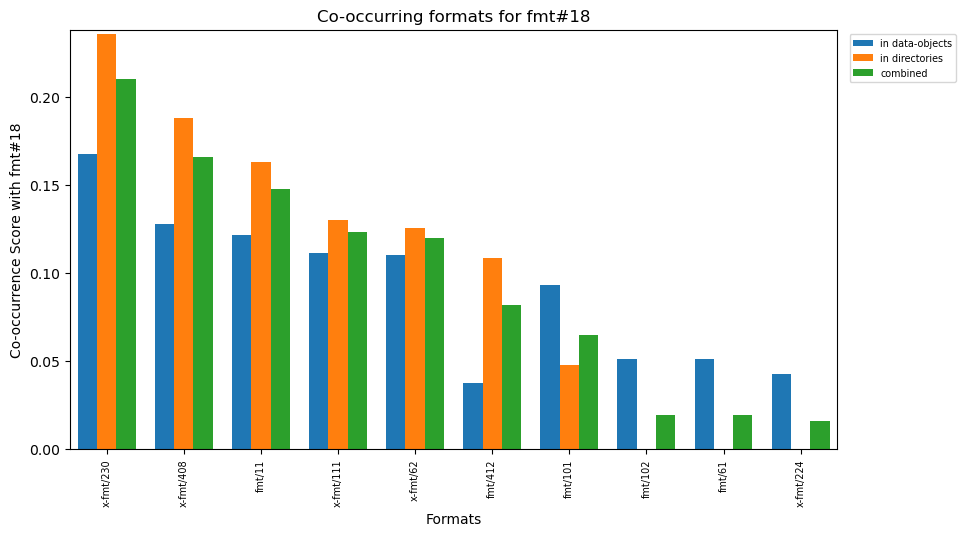 Co-occurring formats for fmt#18
in data-objects
in directories
combined
Co-occurrence Score with fmt#18
0.20
0.15
0.10
0.05
0.00
x-fmt/230
x-fmt/408
fmt/11
x-fmt/111
x-fmt/62
fmt/412
fmt/101
fmt/102
fmt/61
x-fmt/224
Formats